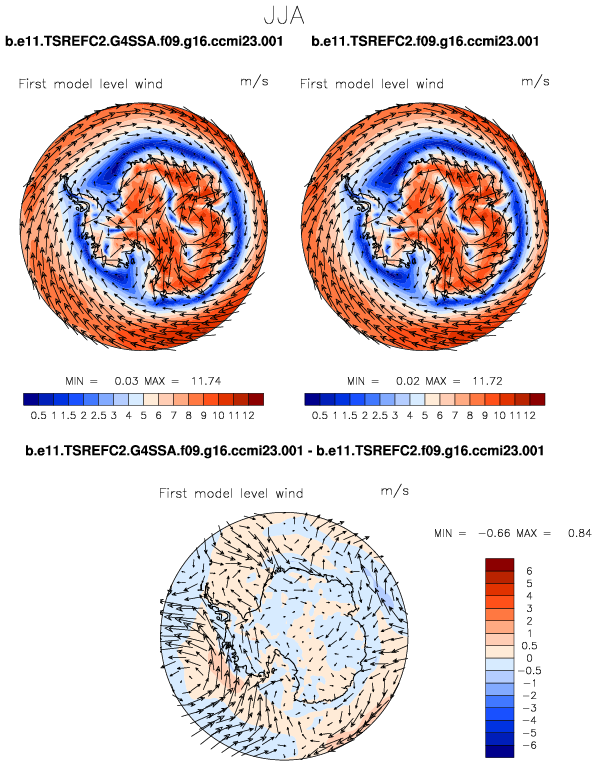 JJA
b.e11.TSREFC2.G4SSA.f09.g16.ccmi23.001 b.e11.TSREFC2.f09.g16.ccmi23.001
First model level wind m/s First model level wind m/s
MIN = 0.03 MAX = 11.74 MIN = 0.02 MAX = 11.72
0.5 1 1.5 2 2.5 3 4 5 6 7 8 9 10 11 12 0.5 1 1.5 2 2.5 3 4 5 6 7 8 9 10 11 12
b.e11.TSREFC2.G4SSA.f09.g16.ccmi23.001 - b.e11.TSREFC2.f09.g16.ccmi23.001
First model level wind m/s
MIN = -0.66 MAX = 0.84
6
5
4
3
2
1
0.5
0
-0.5
-1
-2
-3
-4
-5
-6